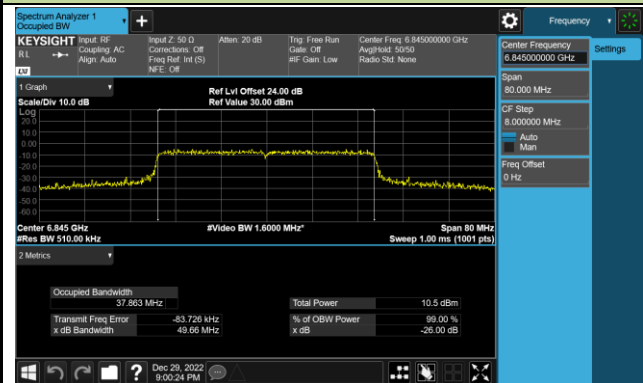 Spectrum Analyzer 1
Occupied BW
Frequency
KEYSIGHT
RL
LXI
Input: RF
Coupling: AC
Align: Auto
Input Z: 50 Ω
Corrections: Off
Freq Ref: Int (S)
NFE: Off
Atten: 20 dB
Trig: Free Run
Gate: Off
#IF Gain: Low
Center Freq: 6.845000000 GHz
Avg|Hold: 50/50
Radio Std: None
Center Frequency
6.845000000 GHz
Settings
Span
80.000 MHz
CF Step
8.000000 MHz
Auto
Man
Freq Offset
0 Hz
1 Graph
Scale/Div 10.0 dB
Ref Lvl Offset 24.00 dB
Ref Value 30.00 dBm
Log
20.0
10.0
0.00
-10.0
-20.0
-30.0
-40.0
-50.0
-60.0
Center 6.845 GHz
#Res BW 510.00 kHz
#Video BW 1.6000 MHz*
Span 80 MHz
Sweep 1.00 ms (1001 pts)
2 Metrics
Occupied Bandwidth
37.863 MHz
Total Power 10.5 dBm
Transmit Freq Error -83.726 kHz
% of OBW Power 99.00 %
x dB Bandwidth 49.66 MHz
x dB -26.00 dB
Dec 29, 2022
9:00:24 PM